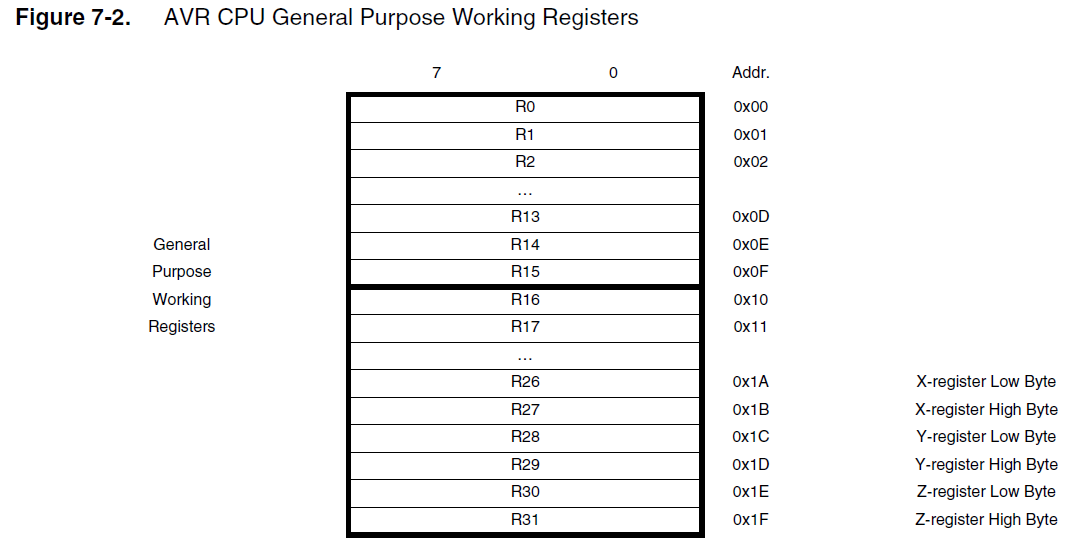 Figure 7-2. AVR CPU General Purpose Working Registers
7 0 Addr.
R0 0x00
R1 0x01
R2 0x02
…
R13 0x0D
General R14 0x0E
Purpose R15 0x0F
Working R16 0x10
Registers R17 0x11
…
R26 0x1A X-register Low Byte
R27 0x1B X-register High Byte
R28 0x1C Y-register Low Byte
R29 0x1D Y-register High Byte
R30 0x1E Z-register Low Byte
R31 0x1F Z-register High Byte